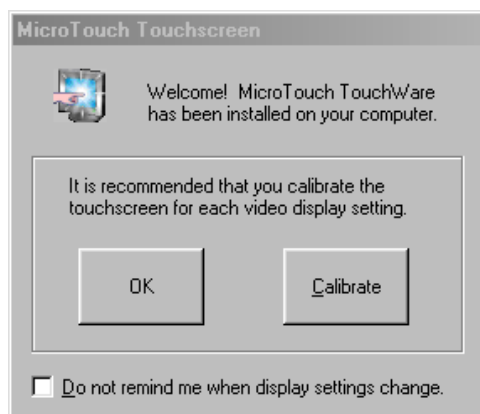 MicroTouch Touchscreen
Welcome! MicroTouch TouchWare
has been installed on your computer.
It is recommended that you calibrate the
touchscreen for each video display setting.
OK
Calibrate
Do not remind me when display settings change.